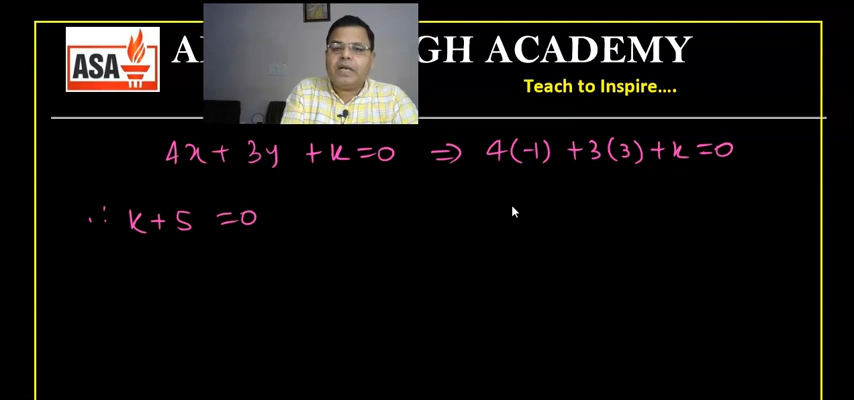 ASA
GH ACADEMY
Teach to Inspire....
4x + 3y + k = 0 ⇒ 4(-1) + 3(3) + k = 0
∴ k + 5 = 0